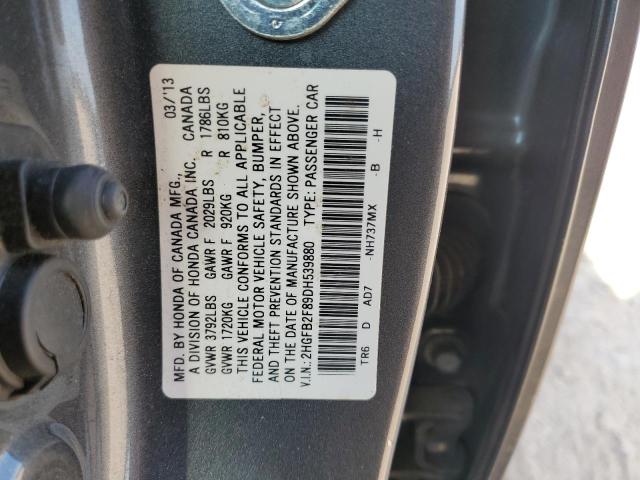 MFD. BY HONDA OF CANADA MFG., 03/'13
A DIVISION OF HONDA CANADA INC. CANADA
GVWR 3792LBS GAWR F 2029LBS R 1786LBS
GVWR 1720KG GAWR F 920KG R 810KG
THIS VEHICLE CONFORMS TO ALL APPLICABLE
FEDERAL MOTOR VEHICLE SAFETY, BUMPER,
AND THEFT PREVENTION STANDARDS IN EFFECT
ON THE DATE OF MANUFACTURE SHOWN ABOVE.
V.I.N.: 2HGFB2F89DH539880 TYPE: PASSENGER CAR
TR6 D AD7 -NH737MX -B -H